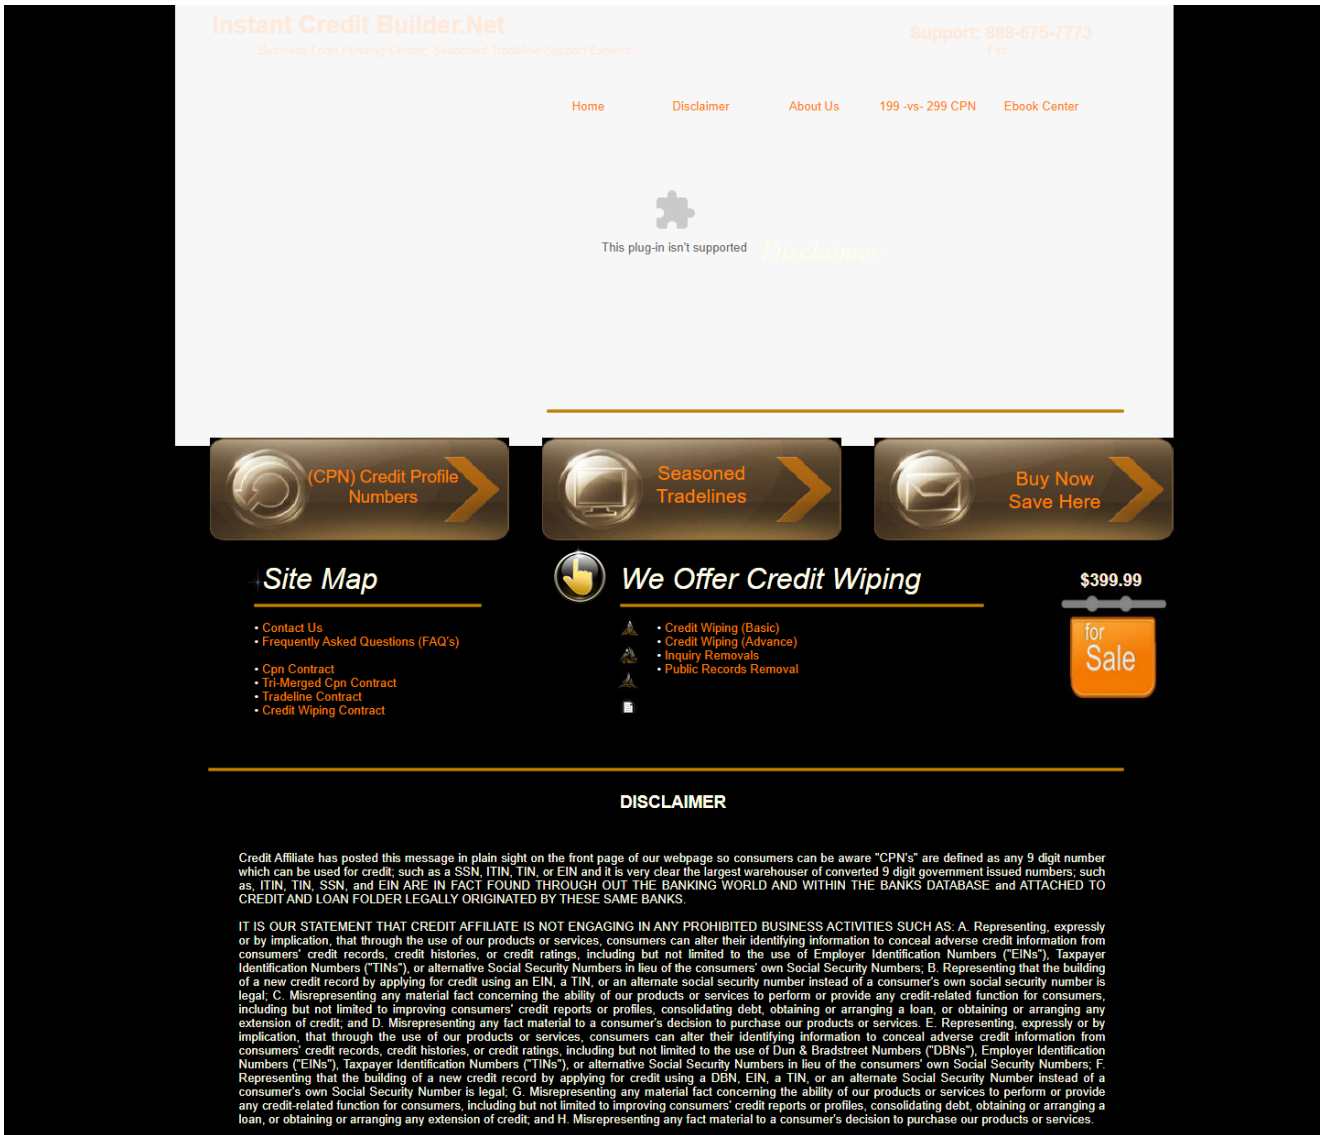 Instant Credit Builder.Net
Business Loan Funding Center, Seasoned Tradeline Support Experts
Support: 888-675-7773
Fax:
Home Disclaimer About Us 199 -vs- 299 CPN Ebook Center
This plug-in isn't supported
Disclaimer
(CPN) Credit Profile
Numbers
Seasoned
Tradelines
Buy Now
Save Here
Site Map
• Contact Us
• Frequently Asked Questions (FAQ's)
• Cpn Contract
• Tri-Merged Cpn Contract
• Tradeline Contract
• Credit Wiping Contract
We Offer Credit Wiping
• Credit Wiping (Basic)
• Credit Wiping (Advance)
• Inquiry Removals
• Public Records Removal
$399.99
for
Sale
DISCLAIMER
Credit Affiliate has posted this message in plain sight on the front page of our webpage so consumers can be aware "CPN's" are defined as any 9 digit number
which can be used for credit; such as a SSN, ITIN, TIN, or EIN and it is very clear the largest warehouser of converted 9 digit government issued numbers; such
as, ITIN, TIN, SSN, and EIN ARE IN FACT FOUND THROUGH OUT THE BANKING WORLD AND WITHIN THE BANKS DATABASE and ATTACHED TO
CREDIT AND LOAN FOLDER LEGALLY ORIGINATED BY THESE SAME BANKS.
IT IS OUR STATEMENT THAT CREDIT AFFILIATE IS NOT ENGAGING IN ANY PROHIBITED BUSINESS ACTIVITIES SUCH AS: A. Representing, expressly
or by implication, that through the use of our products or services, consumers can alter their identifying information to conceal adverse credit information from
consumers' credit records, credit histories, or credit ratings, including but not limited to the use of Employer Identification Numbers ("EINs"), Taxpayer
Identification Numbers ("TINs"), or alternative Social Security Numbers in lieu of the consumers' own Social Security Numbers; B. Representing that the building
of a new credit record by applying for credit using an EIN, a TIN, or an alternate social security number instead of a consumer's own social security number is
legal; C. Misrepresenting any material fact concerning the ability of our products or services to perform or provide any credit-related function for consumers,
including but not limited to improving consumers' credit reports or profiles, consolidating debt, obtaining or arranging a loan, or obtaining or arranging any
extension of credit; and D. Misrepresenting any fact material to a consumer's decision to purchase our products or services. E. Representing, expressly or by
implication, that through the use of our products or services, consumers can alter their identifying information to conceal adverse credit information from
consumers' credit records, credit histories, or credit ratings, including but not limited to the use of Dun & Bradstreet Numbers ("DBNs"), Employer Identification
Numbers ("EINs"), Taxpayer Identification Numbers ("TINs"), or alternative Social Security Numbers in lieu of the consumers' own Social Security Numbers; F.
Representing that the building of a new credit record by applying for credit using a DBN, EIN, a TIN, or an alternate Social Security Number instead of a
consumer's own Social Security Number is legal; G. Misrepresenting any material fact concerning the ability of our products or services to perform or provide
any credit-related function for consumers, including but not limited to improving consumers' credit reports or profiles, consolidating debt, obtaining or arranging a
loan, or obtaining or arranging any extension of credit; and H. Misrepresenting any fact material to a consumer's decision to purchase our products or services.